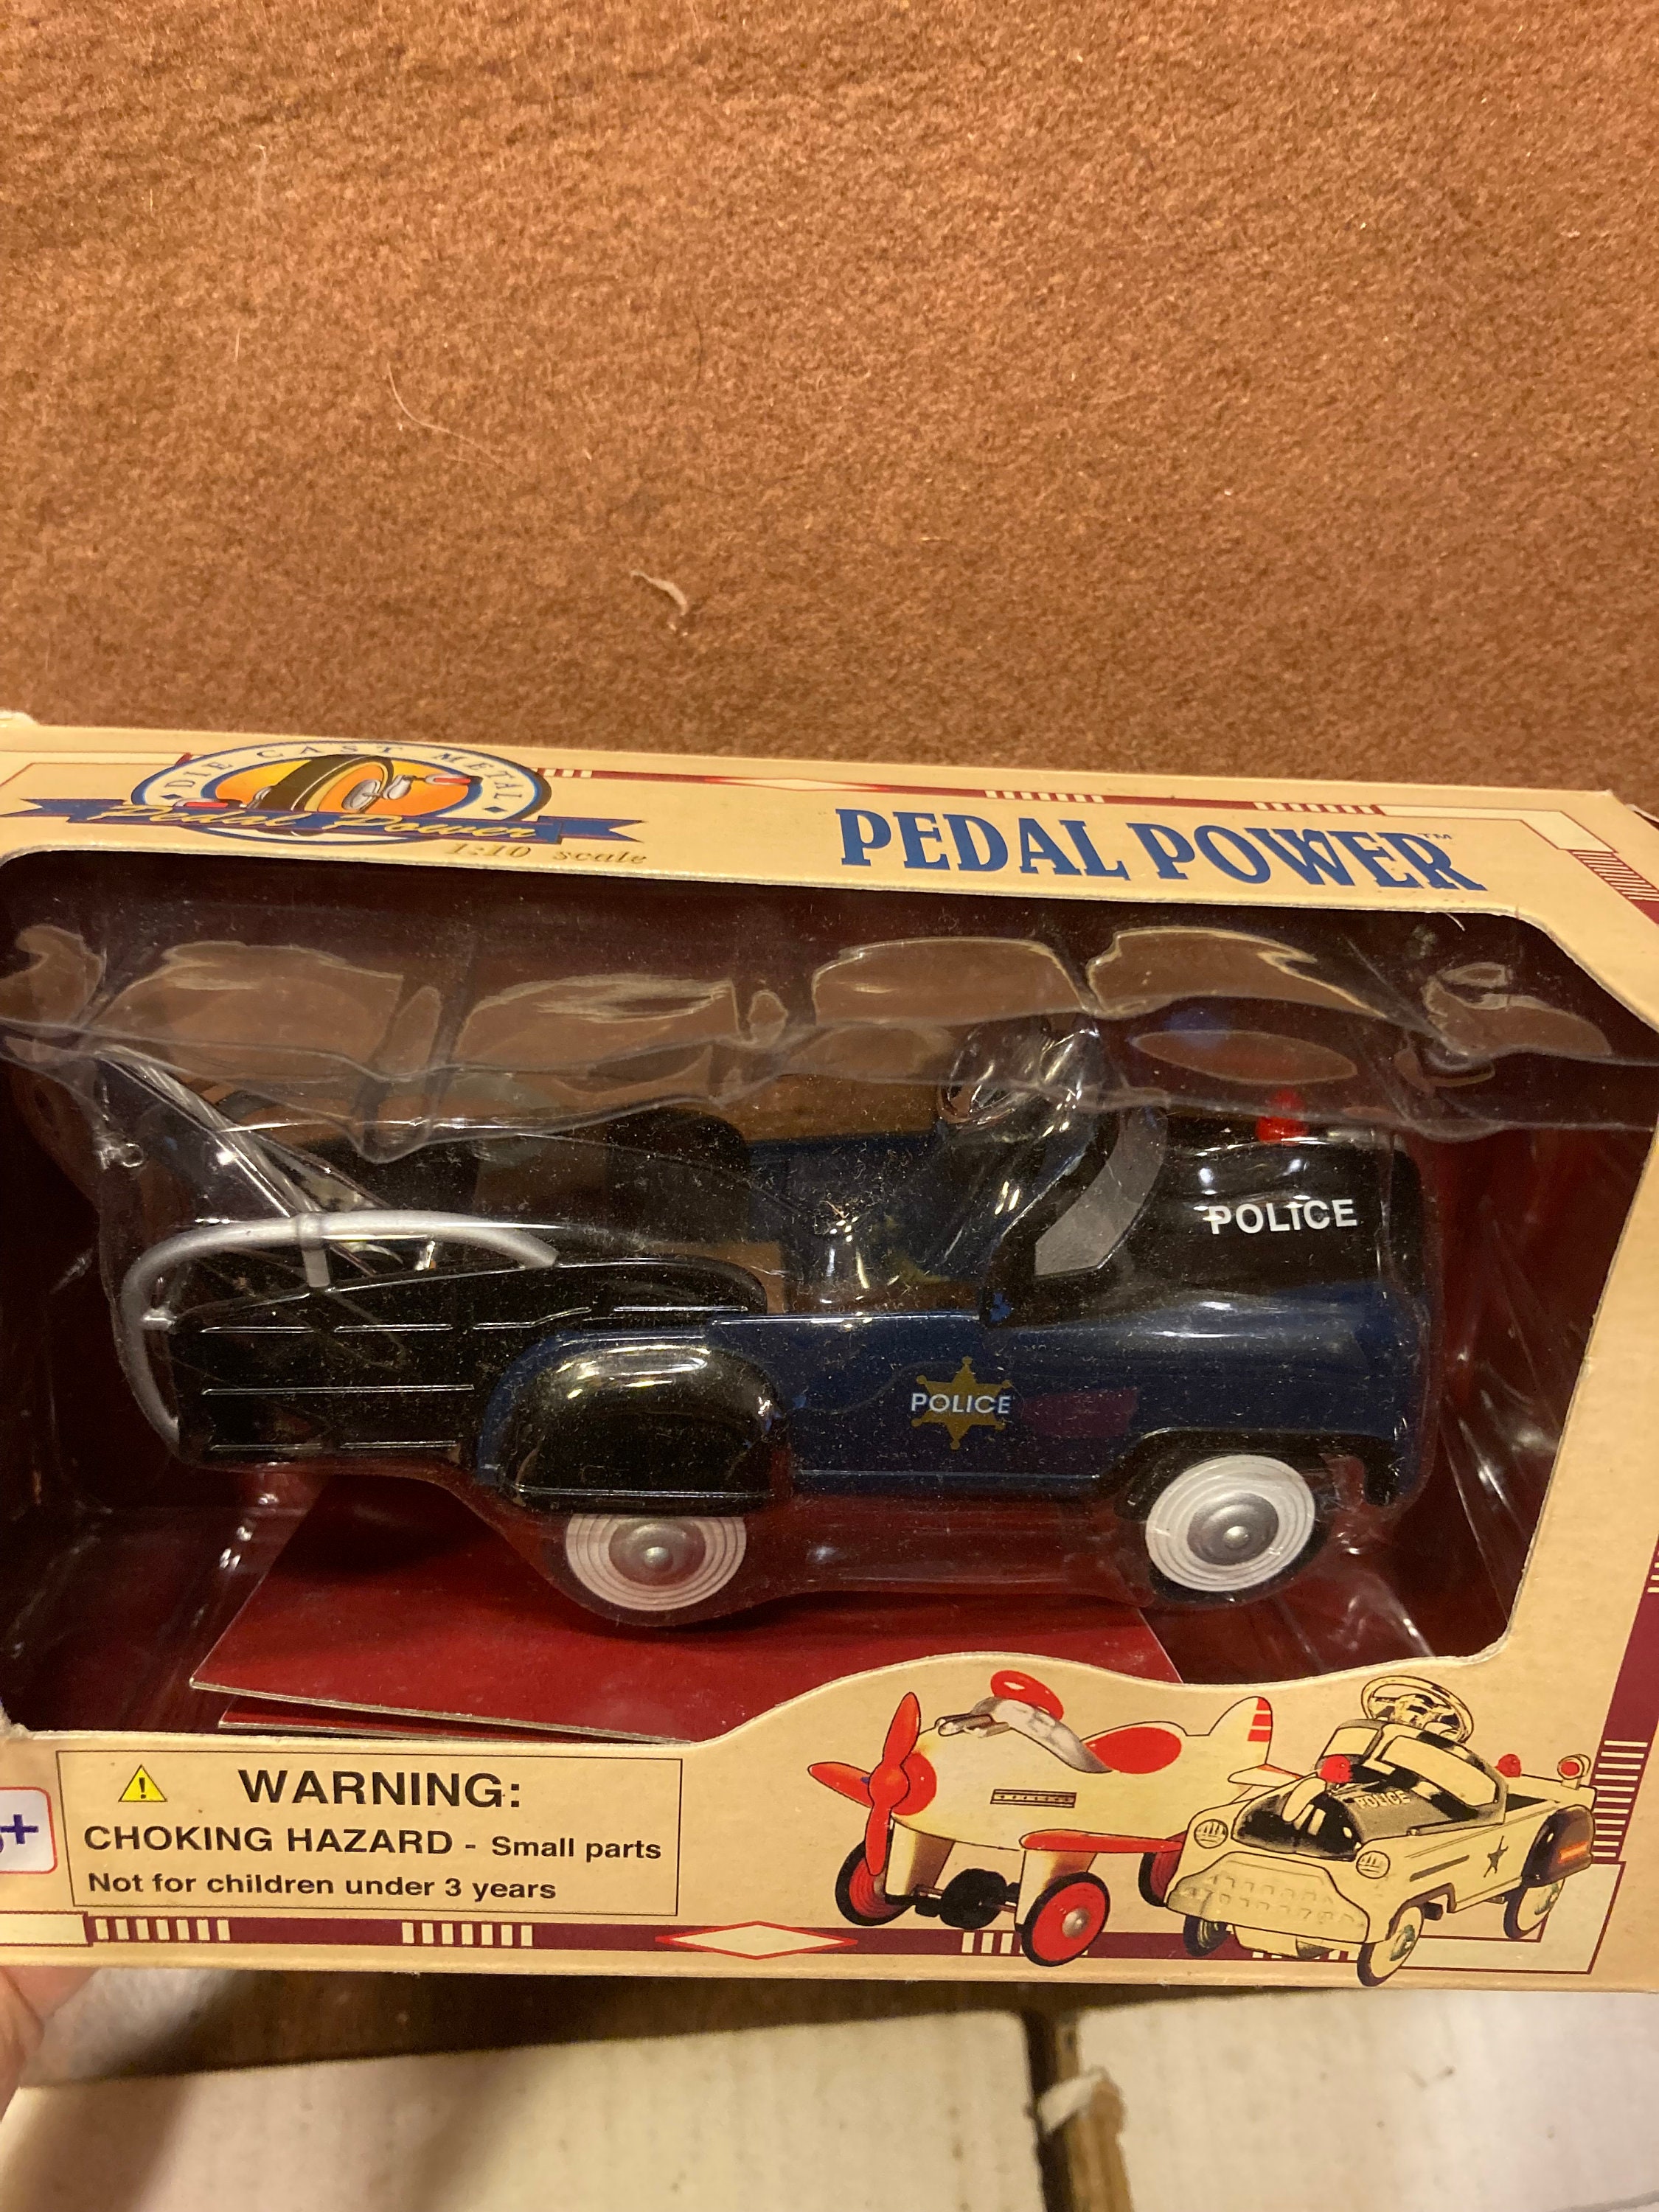 DIE CAST METAL
Pedal Power
1:10 scale
PEDAL POWER™
POLICE
POLICE
WARNING:
CHOKING HAZARD - Small parts
Not for children under 3 years
POLICE